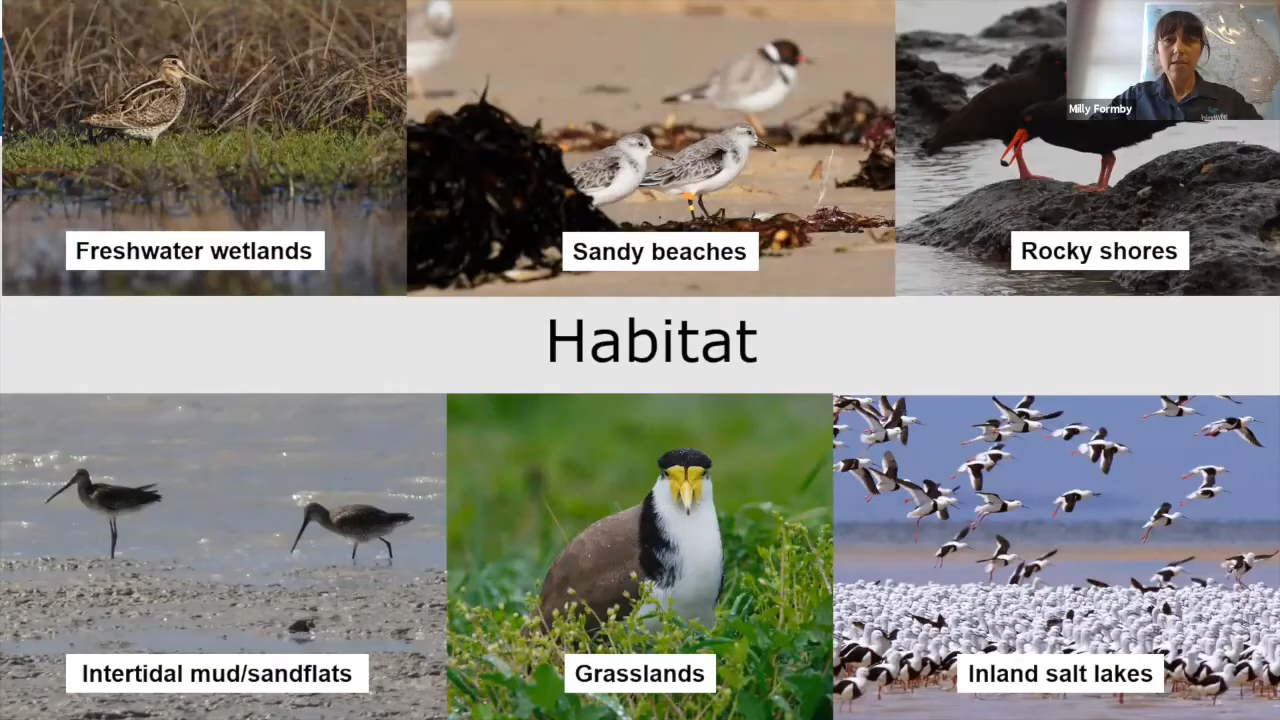 Milly Formby
Freshwater wetlands
Sandy beaches
Rocky shores
Habitat
Intertidal mud/sandflats
Grasslands
Inland salt lakes